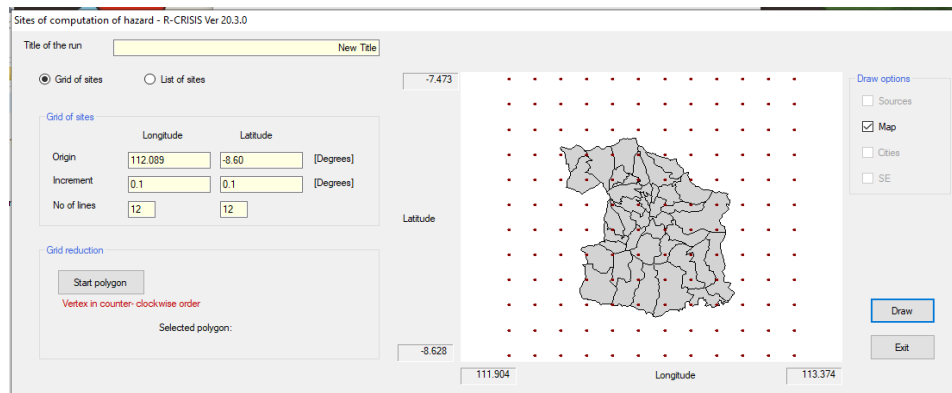 Sites of computation of hazard - R-CRISIS Ver 20.3.0
Title of the run
New Title
Grid of sites
List of sites
-7.473
Draw options
Sources
Map
Cities
SE
Grid of sites
Longitude Latitude
Origin 112.089 -8.60 [Degrees]
Increment 0.1 0.1 [Degrees]
No of lines 12 12
Latitude
Grid reduction
Start polygon
Vertex in counter- clockwise order
Selected polygon:
Draw
Exit
-8.628
111.904 Longitude 113.374